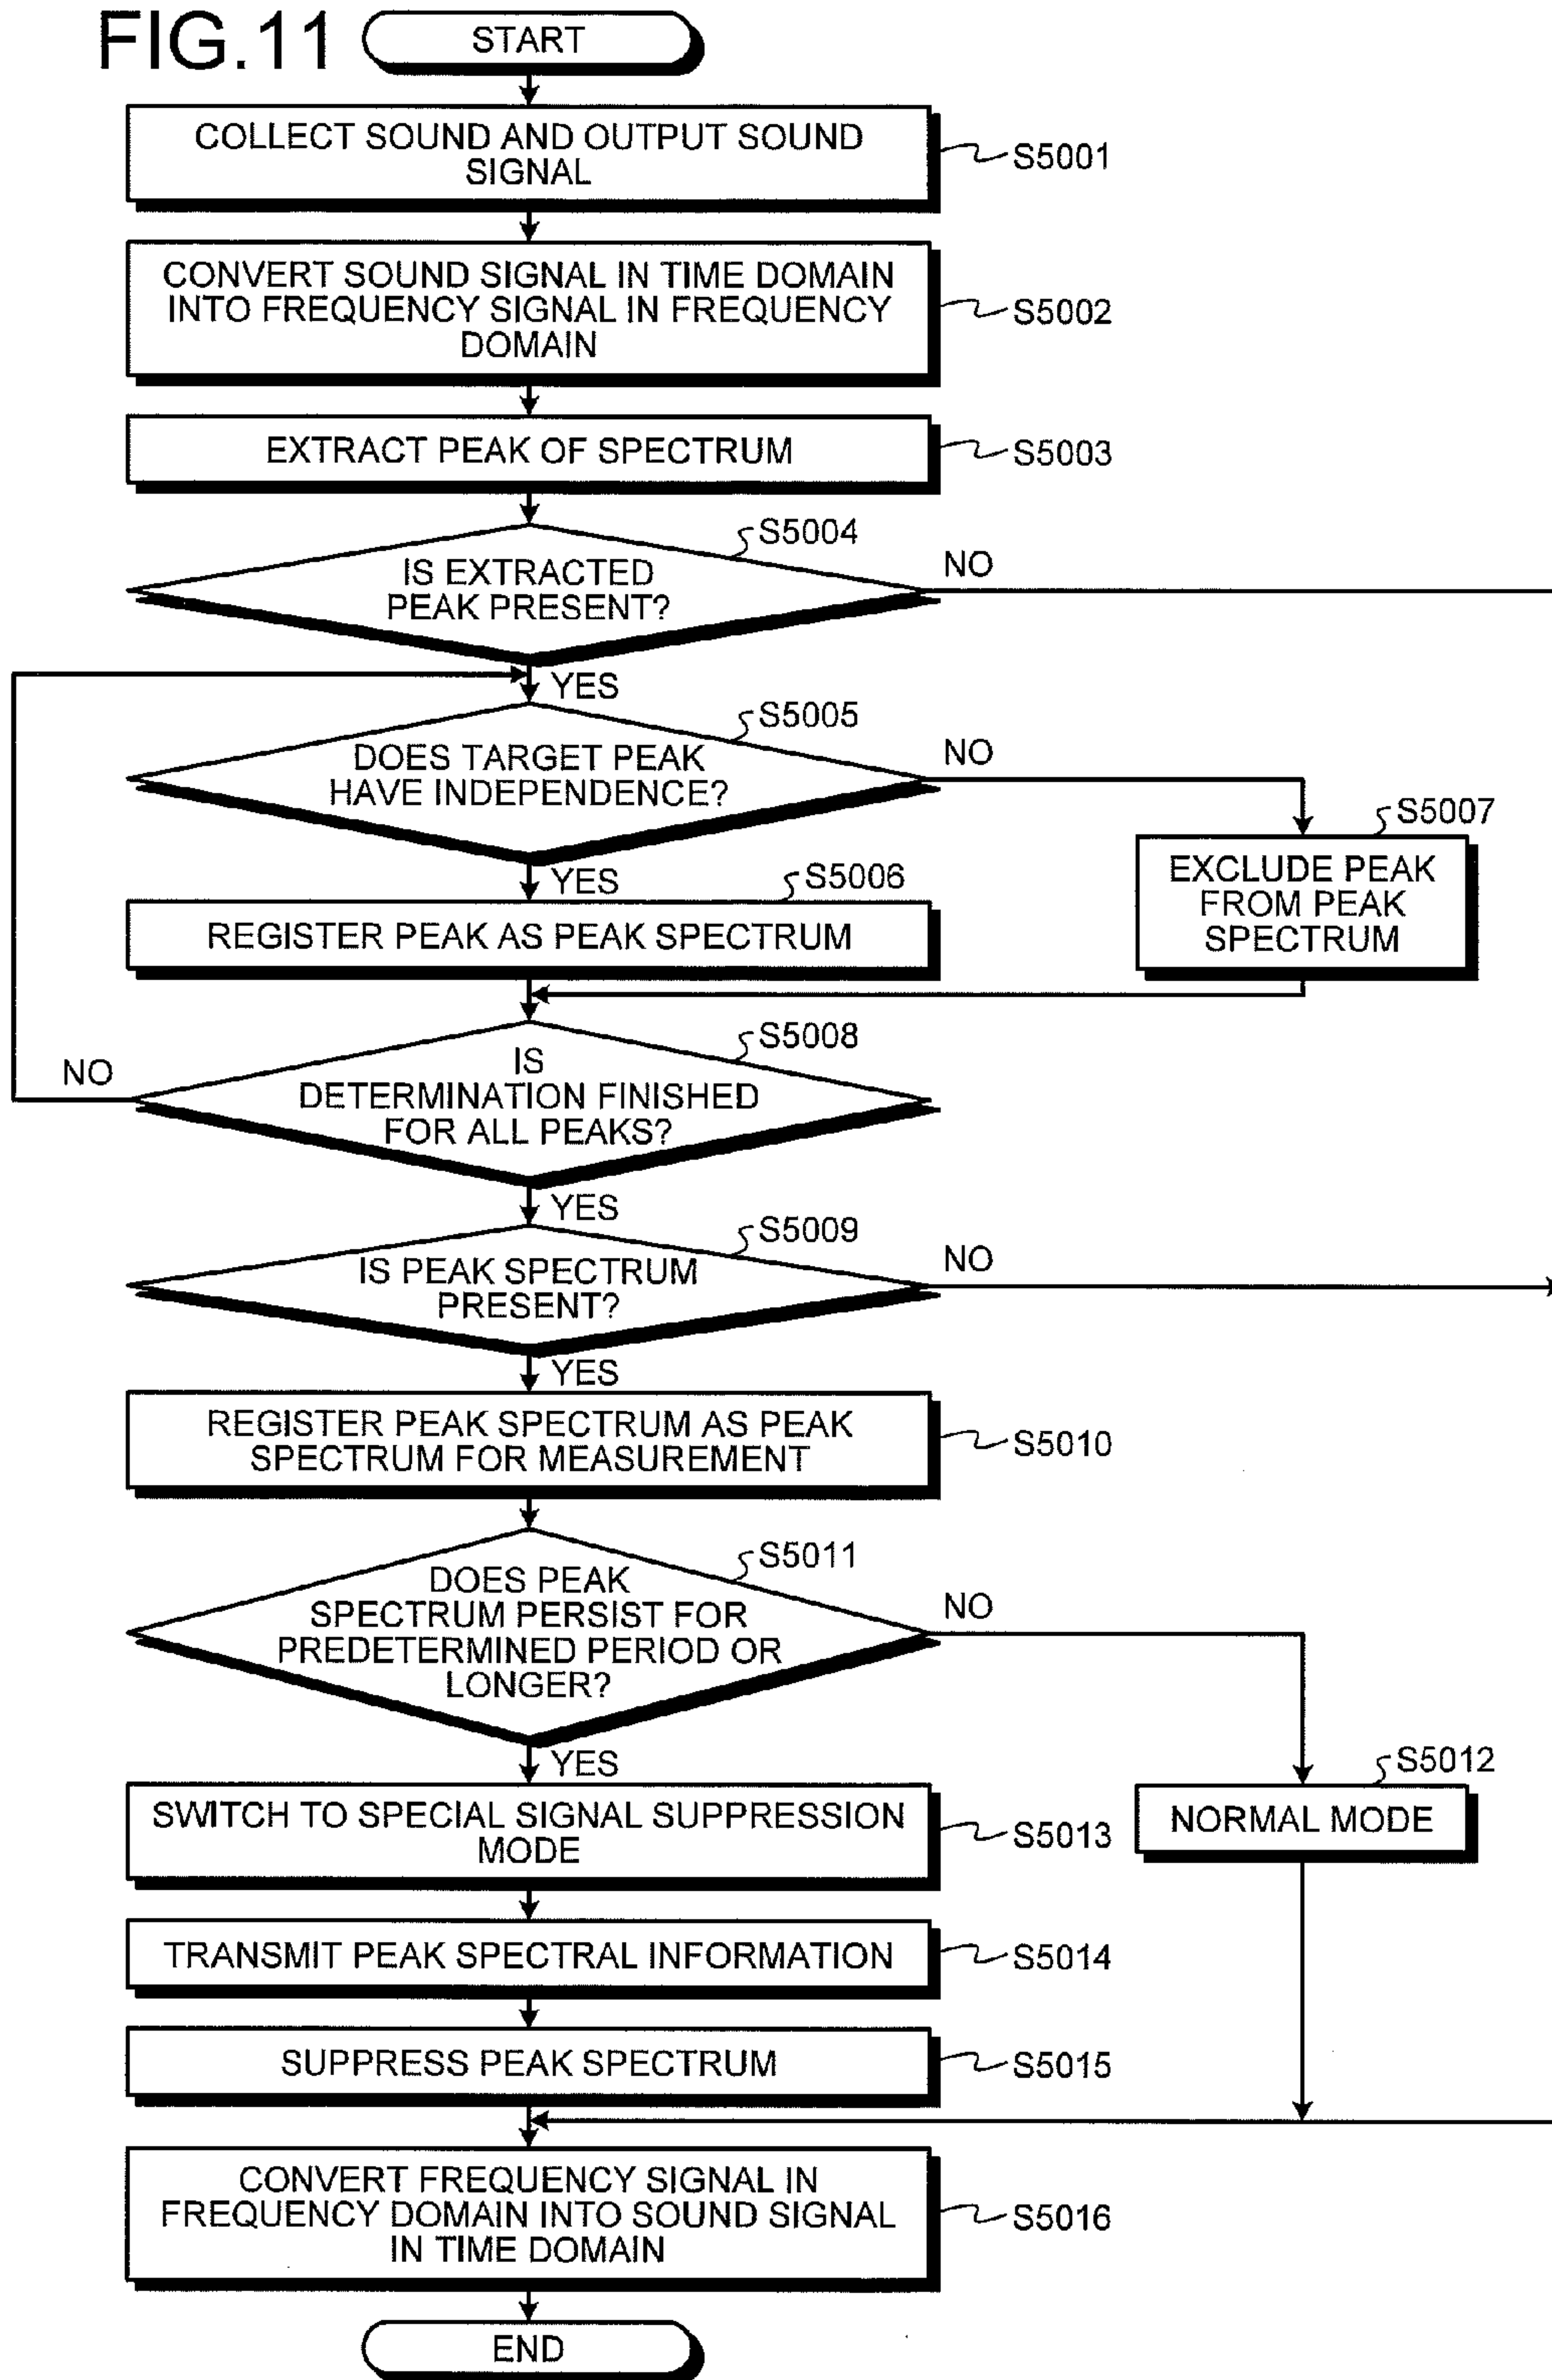 FIG.11
START
COLLECT SOUND AND OUTPUT SOUND
SIGNAL
S5001
CONVERT SOUND SIGNAL IN TIME DOMAIN
INTO FREQUENCY SIGNAL IN FREQUENCY
DOMAIN
S5002
EXTRACT PEAK OF SPECTRUM
S5003
S5004
IS EXTRACTED
PEAK PRESENT?
NO
YES
S5005
DOES TARGET PEAK
HAVE INDEPENDENCE?
NO
S5007
EXCLUDE PEAK
FROM PEAK
SPECTRUM
YES
S5006
REGISTER PEAK AS PEAK SPECTRUM
S5008
IS
DETERMINATION FINISHED
FOR ALL PEAKS?
NO
YES
S5009
IS PEAK SPECTRUM
PRESENT?
NO
YES
REGISTER PEAK SPECTRUM AS PEAK
SPECTRUM FOR MEASUREMENT
S5010
S5011
DOES PEAK
SPECTRUM PERSIST FOR
PREDETERMINED PERIOD OR
LONGER?
NO
YES
S5012
NORMAL MODE
SWITCH TO SPECIAL SIGNAL SUPPRESSION
MODE
S5013
TRANSMIT PEAK SPECTRAL INFORMATION
S5014
SUPPRESS PEAK SPECTRUM
S5015
CONVERT FREQUENCY SIGNAL IN
FREQUENCY DOMAIN INTO SOUND SIGNAL
IN TIME DOMAIN
S5016
END